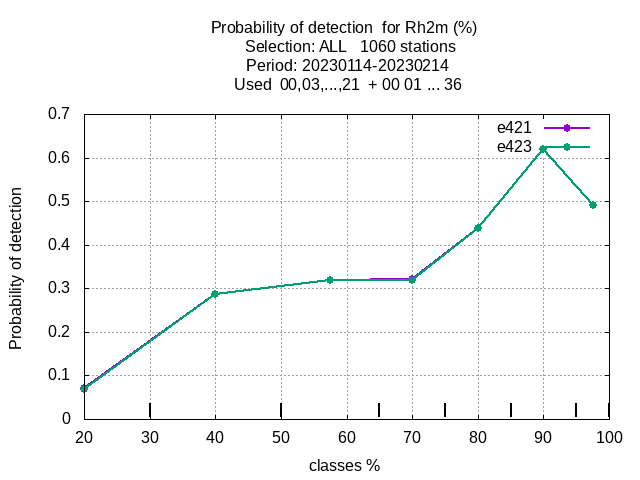 Probability of detection  for Rh2m (%)
Selection: ALL   1060 stations
Period: 20230114-20230214
Used  00,03,...,21  + 00 01 ... 36
e421
e423
Probability of detection
0.7
0.6
0.5
0.4
0.3
0.2
0.1
0
20 30 40 50 60 70 80 90 100
classes %